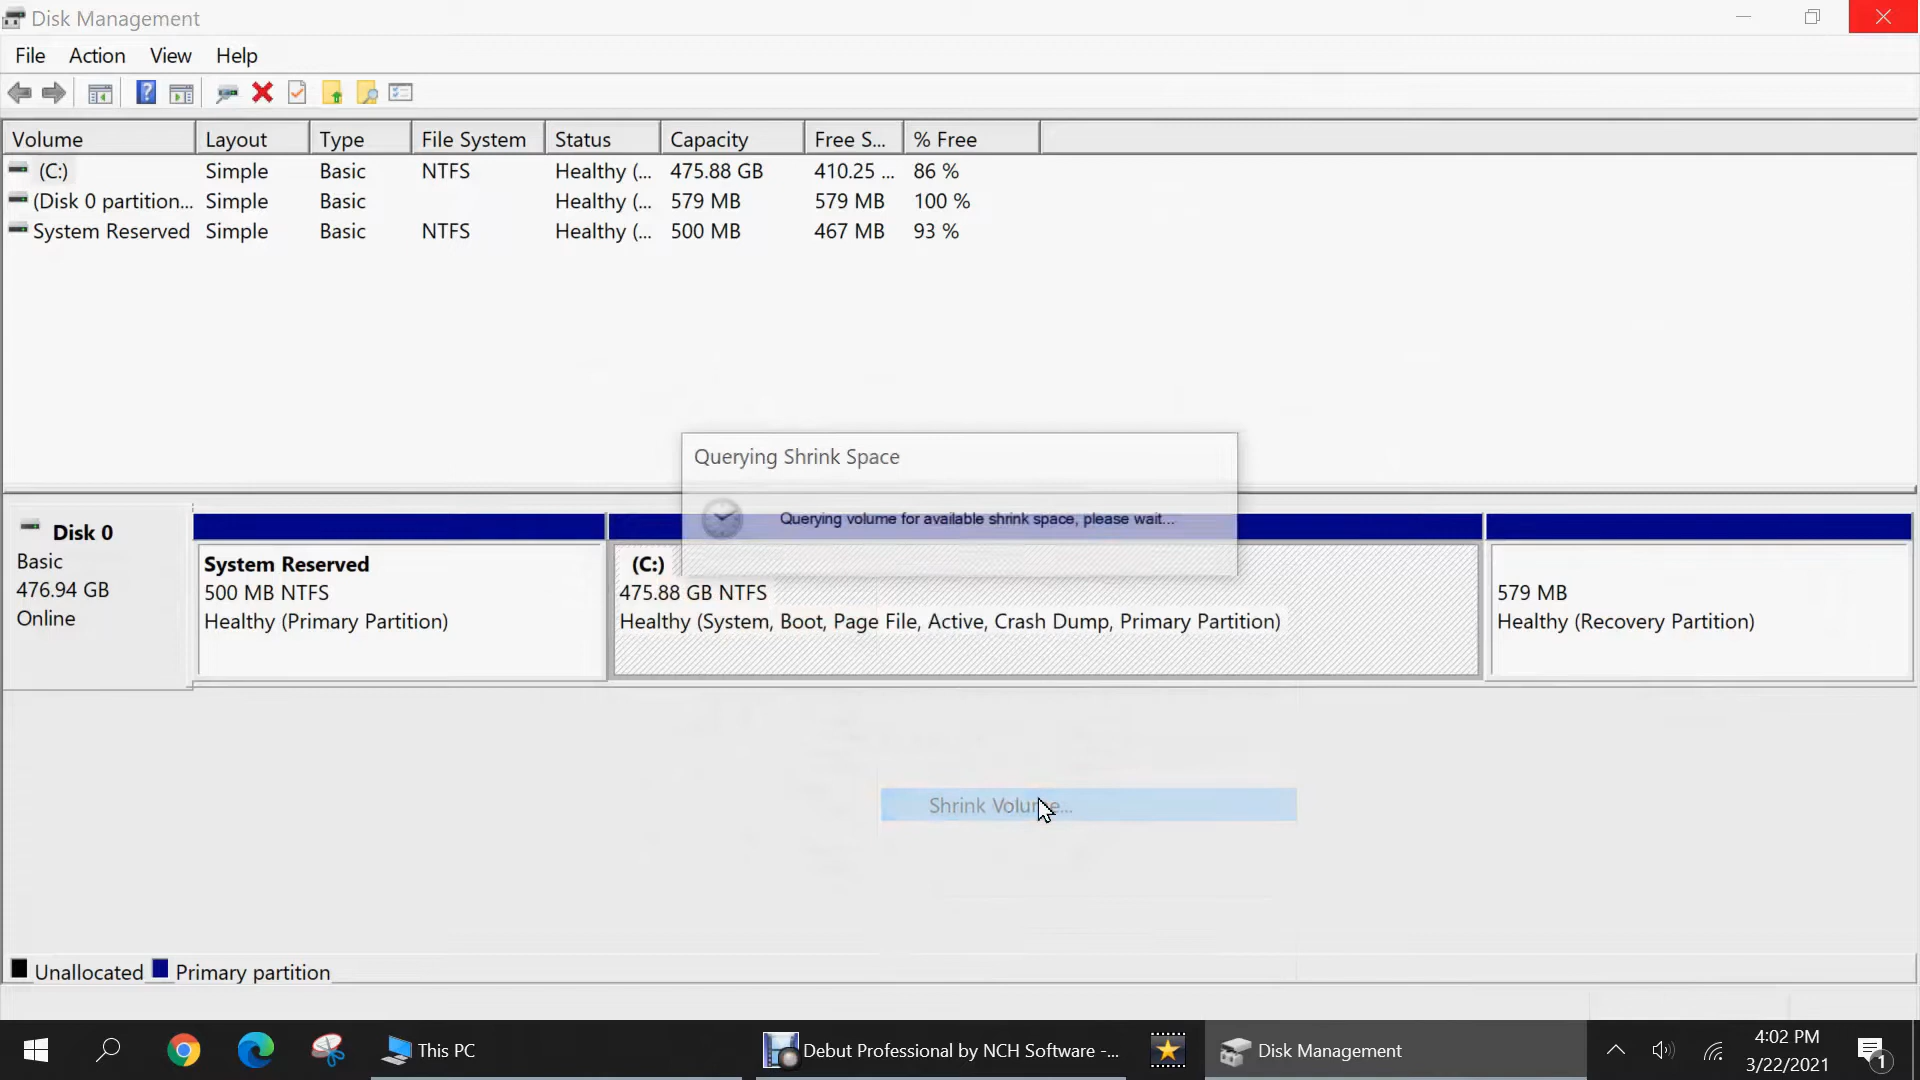 Disk Management
File Action View Help
Volume Layout Type File System Status Capacity Free S... % Free
(C:) Simple Basic NTFS Healthy (... 475.88 GB 410.25 ... 86 %
(Disk 0 partition... Simple Basic Healthy (... 579 MB 579 MB 100 %
System Reserved Simple Basic NTFS Healthy (... 500 MB 467 MB 93 %
Querying Shrink Space
Querying volume for available shrink space, please wait...
Disk 0
Basic
476.94 GB
Online
System Reserved
500 MB NTFS
Healthy (Primary Partition)
(C:)
475.88 GB NTFS
Healthy (System, Boot, Page File, Active, Crash Dump, Primary Partition)
579 MB
Healthy (Recovery Partition)
Shrink Volume...
Unallocated Primary partition
This PC
Debut Professional by NCH Software -...
Disk Management
4:02 PM
3/22/2021
1